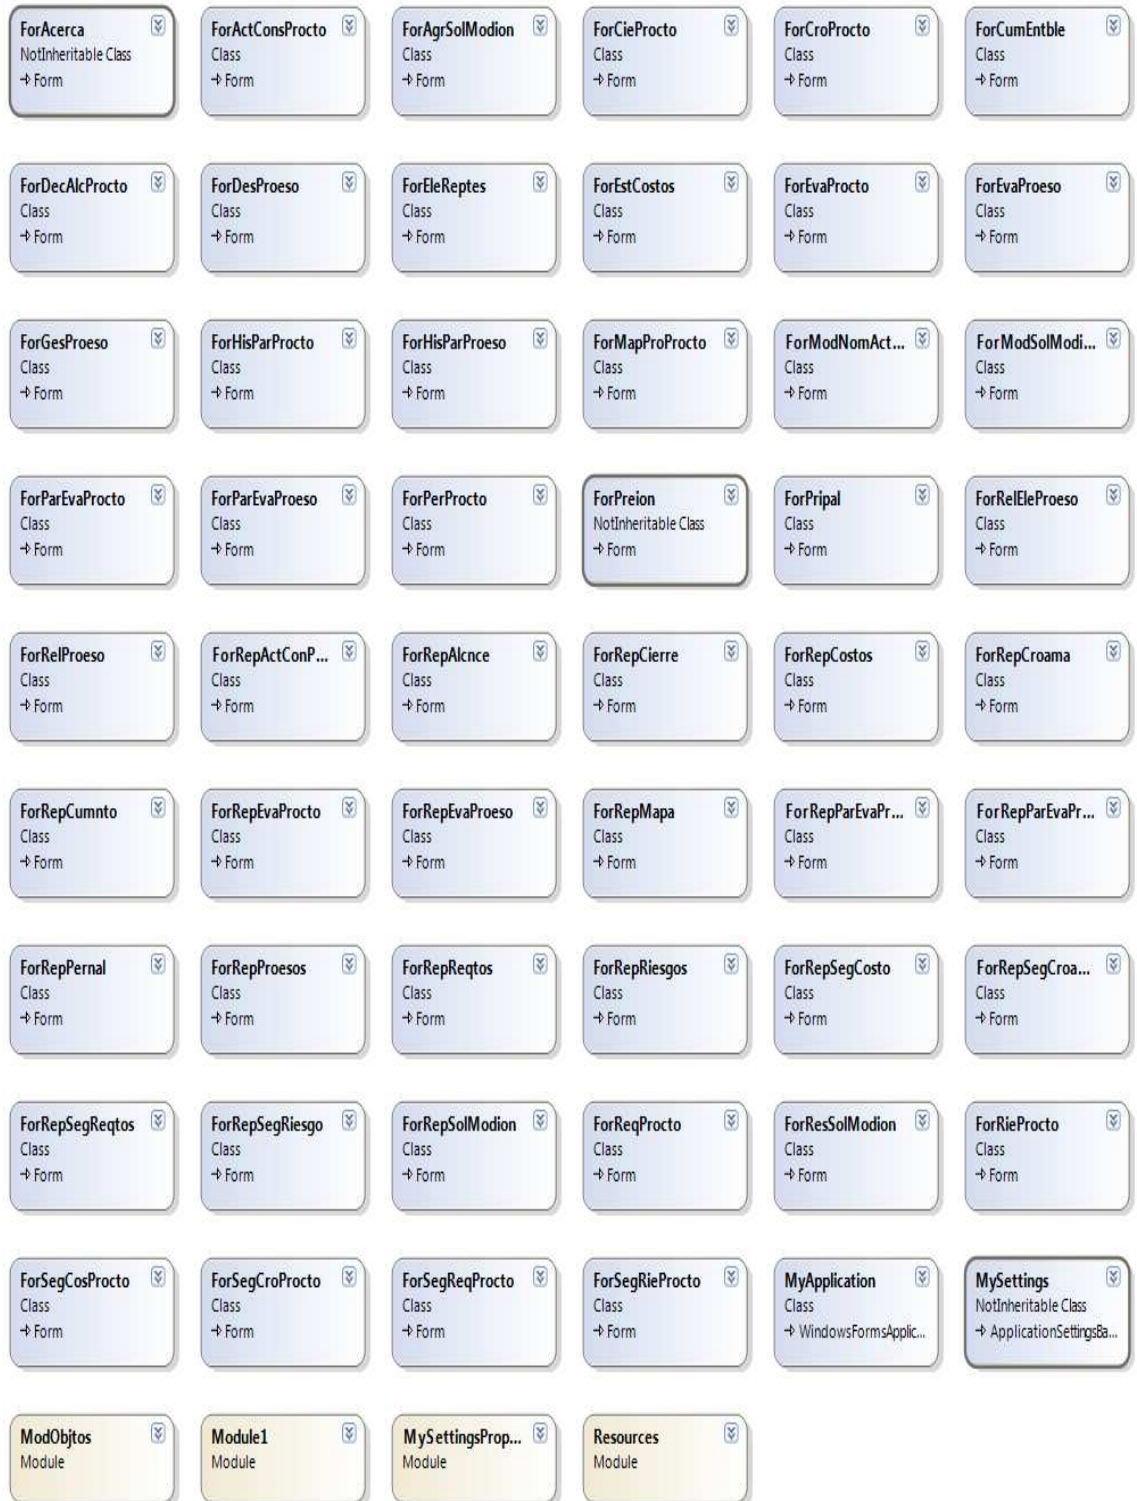 ForAcerca
NotInheritable Class
Form
ForActConsProcto
Class
Form
ForAgrSolModion
Class
Form
ForCieProcto
Class
Form
ForCroProcto
Class
Form
ForCumEntble
Class
Form
ForDecAlcProcto
Class
Form
ForDesProeso
Class
Form
ForEleReptes
Class
Form
ForEstCostos
Class
Form
ForEvaProcto
Class
Form
ForEvaProeso
Class
Form
ForGesProeso
Class
Form
ForHisParProcto
Class
Form
ForHisParProeso
Class
Form
ForMapProProcto
Class
Form
ForModNomAct...
Class
Form
ForModSolModi...
Class
Form
ForParEvaProcto
Class
Form
ForParEvaProeso
Class
Form
ForPerProcto
Class
Form
ForPreion
NotInheritable Class
Form
ForPripal
Class
Form
ForRelEleProeso
Class
Form
ForRelProeso
Class
Form
ForRepActConP...
Class
Form
ForRepAlcnce
Class
Form
ForRepCierre
Class
Form
ForRepCostos
Class
Form
ForRepCroama
Class
Form
ForRepCumnto
Class
Form
ForRepEvaProcto
Class
Form
ForRepEvaProeso
Class
Form
ForRepMapa
Class
Form
ForRepParEvaPr...
Class
Form
ForRepParEvaPr...
Class
Form
ForRepPernal
Class
Form
ForRepProesos
Class
Form
ForRepReqtos
Class
Form
ForRepRiesgos
Class
Form
ForRepSegCosto
Class
Form
ForRepSegCroa...
Class
Form
ForRepSegReqtos
Class
Form
ForRepSegRiesgo
Class
Form
ForRepSolModion
Class
Form
ForReqProcto
Class
Form
ForResSolModion
Class
Form
ForRieProcto
Class
Form
ForSegCosProcto
Class
Form
ForSegCroProcto
Class
Form
ForSegReqProcto
Class
Form
ForSegRieProcto
Class
Form
MyApplication
Class
WindowsFormsApplic...
MySettings
NotInheritable Class
ApplicationSettingsBa...
ModObjtos
Module
Module1
Module
MySettingsProp...
Module
Resources
Module